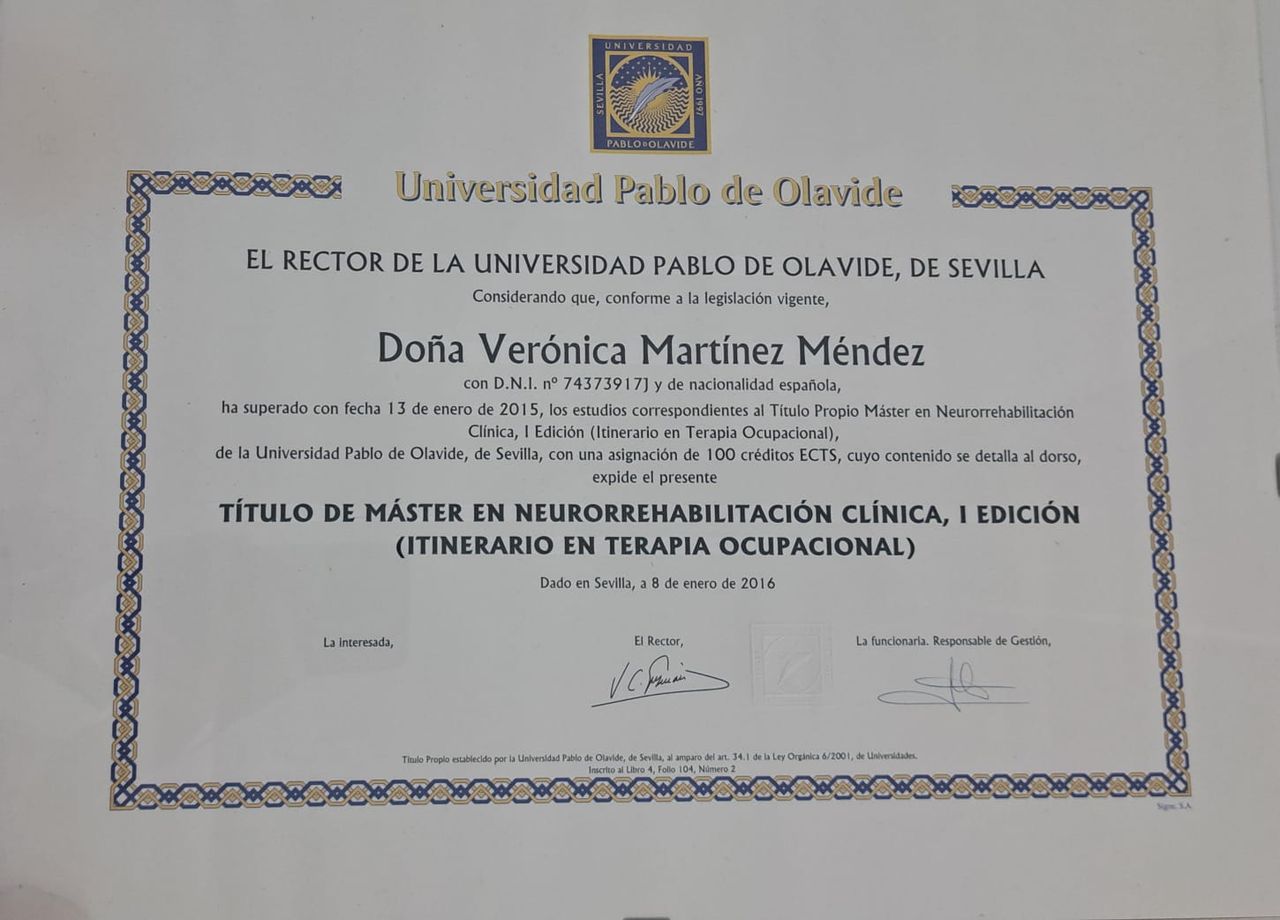 UNIVERSIDAD
SEVILLA
AÑO 1997
PABLO DE OLAVIDE
Universidad Pablo de Olavide
EL RECTOR DE LA UNIVERSIDAD PABLO DE OLAVIDE, DE SEVILLA
Considerando que, conforme a la legislación vigente,
Doña Verónica Martínez Méndez
con D.N.I. nº 74373917J y de nacionalidad española,
ha superado con fecha 13 de enero de 2015, los estudios correspondientes al Título Propio Máster en Neurorrehabilitación
Clínica, I Edición (Itinerario en Terapia Ocupacional),
de la Universidad Pablo de Olavide, de Sevilla, con una asignación de 100 créditos ECTS, cuyo contenido se detalla al dorso,
expide el presente
TÍTULO DE MÁSTER EN NEURORREHABILITACIÓN CLÍNICA, I EDICIÓN
(ITINERARIO EN TERAPIA OCUPACIONAL)
Dado en Sevilla, a 8 de enero de 2016
La interesada,
El Rector,
La funcionaria. Responsable de Gestión,
Título Propio establecido por la Universidad Pablo de Olavide, de Sevilla, al amparo del art. 34.1 de la Ley Orgánica 6/2001, de Universidades.
Inscrito al Libro 4, Folio 104, Número 2